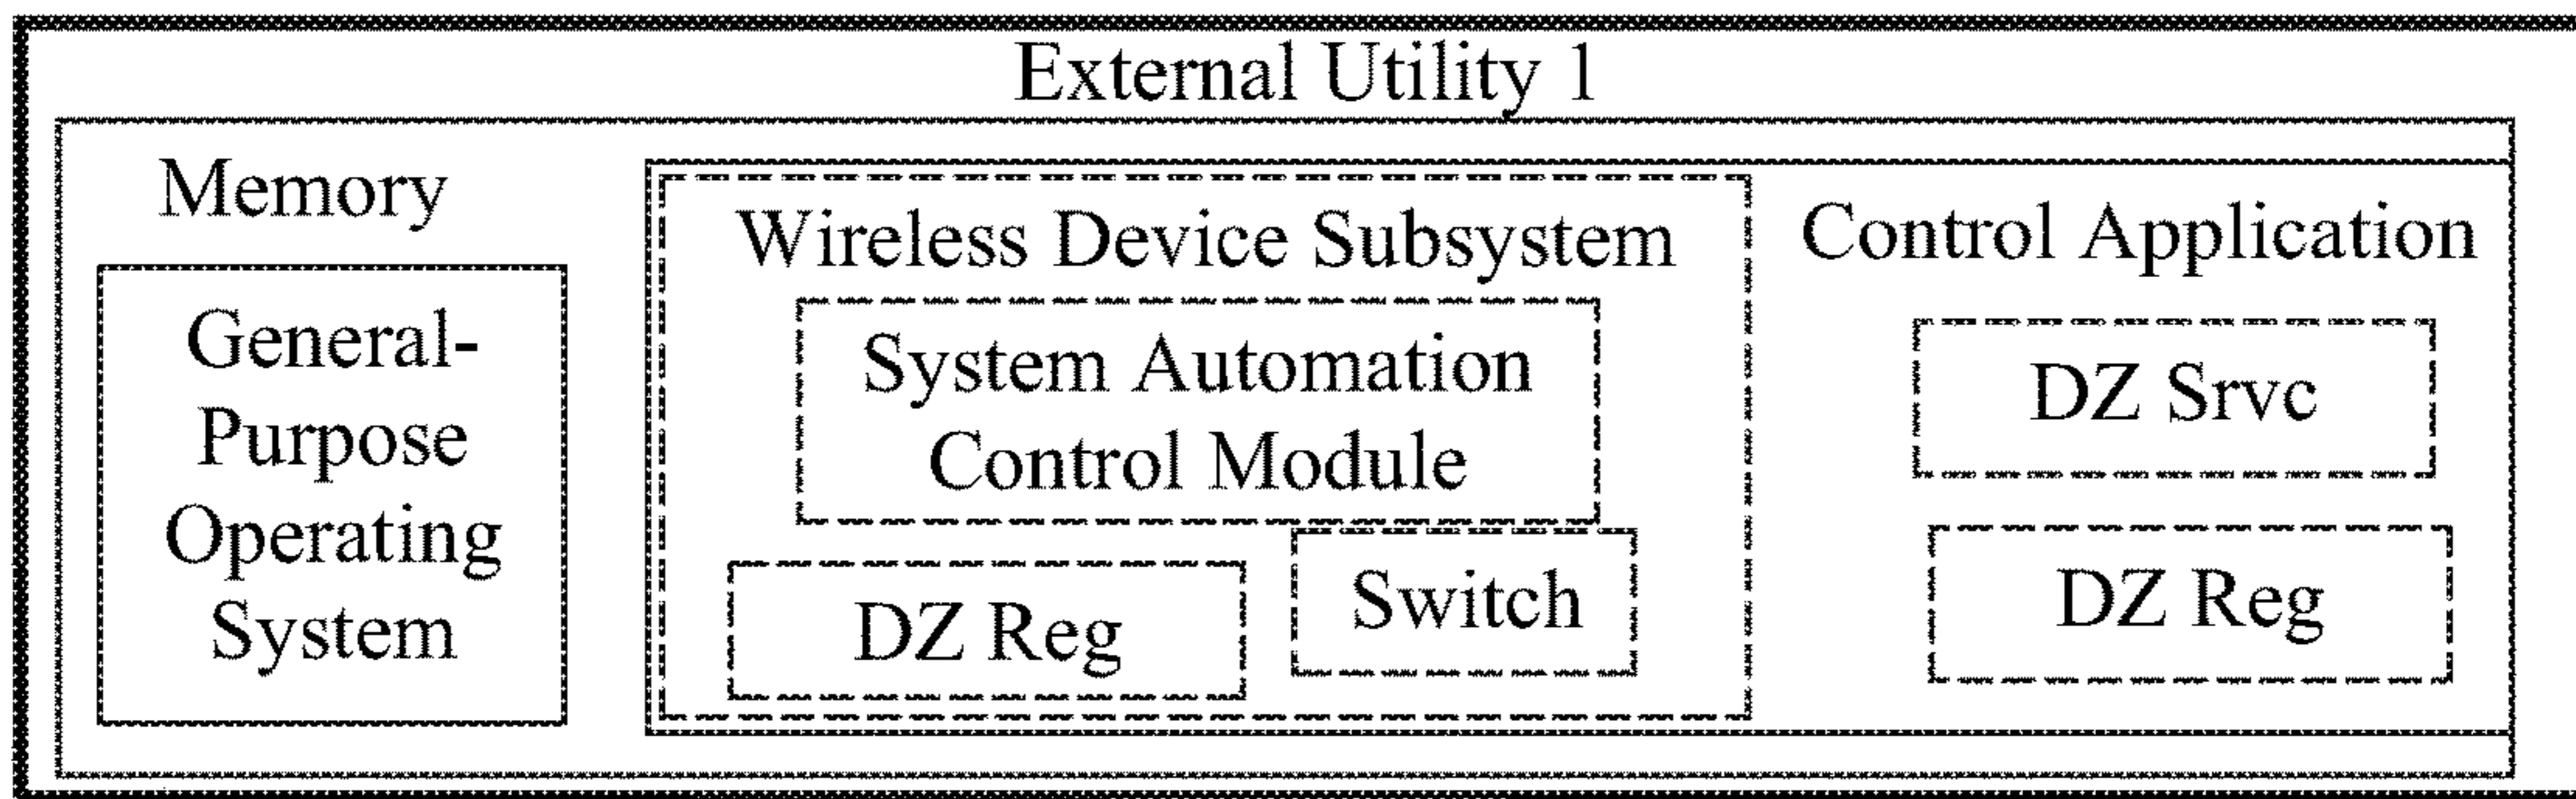 External Utility 1
Memory
General-
Purpose
Operating
System
Wireless Device Subsystem
System Automation
Control Module
DZ Reg
Switch
Control Application
DZ Srvc
DZ Reg